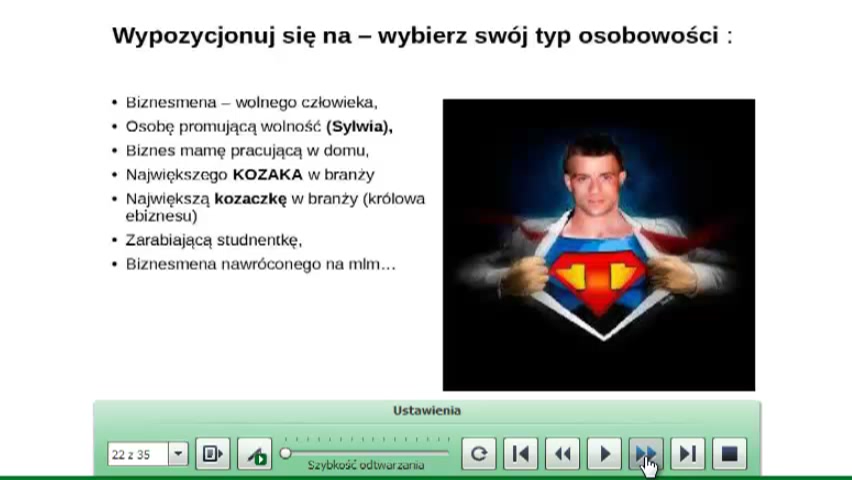 Wypozycjonuj się na – wybierz swój typ osobowości :
• Biznesmena – wolnego człowieka,
• Osobę promującą wolność (Sylwia),
• Biznes mamę pracującą w domu,
• Największego KOZAKA w branży
• Największą kozaczkę w branży (królowa
ebiznesu)
• Zarabiającą studnentkę,
• Biznesmena nawróconego na mlm...
Ustawienia
22 z 35
Szybkość odtwarzania